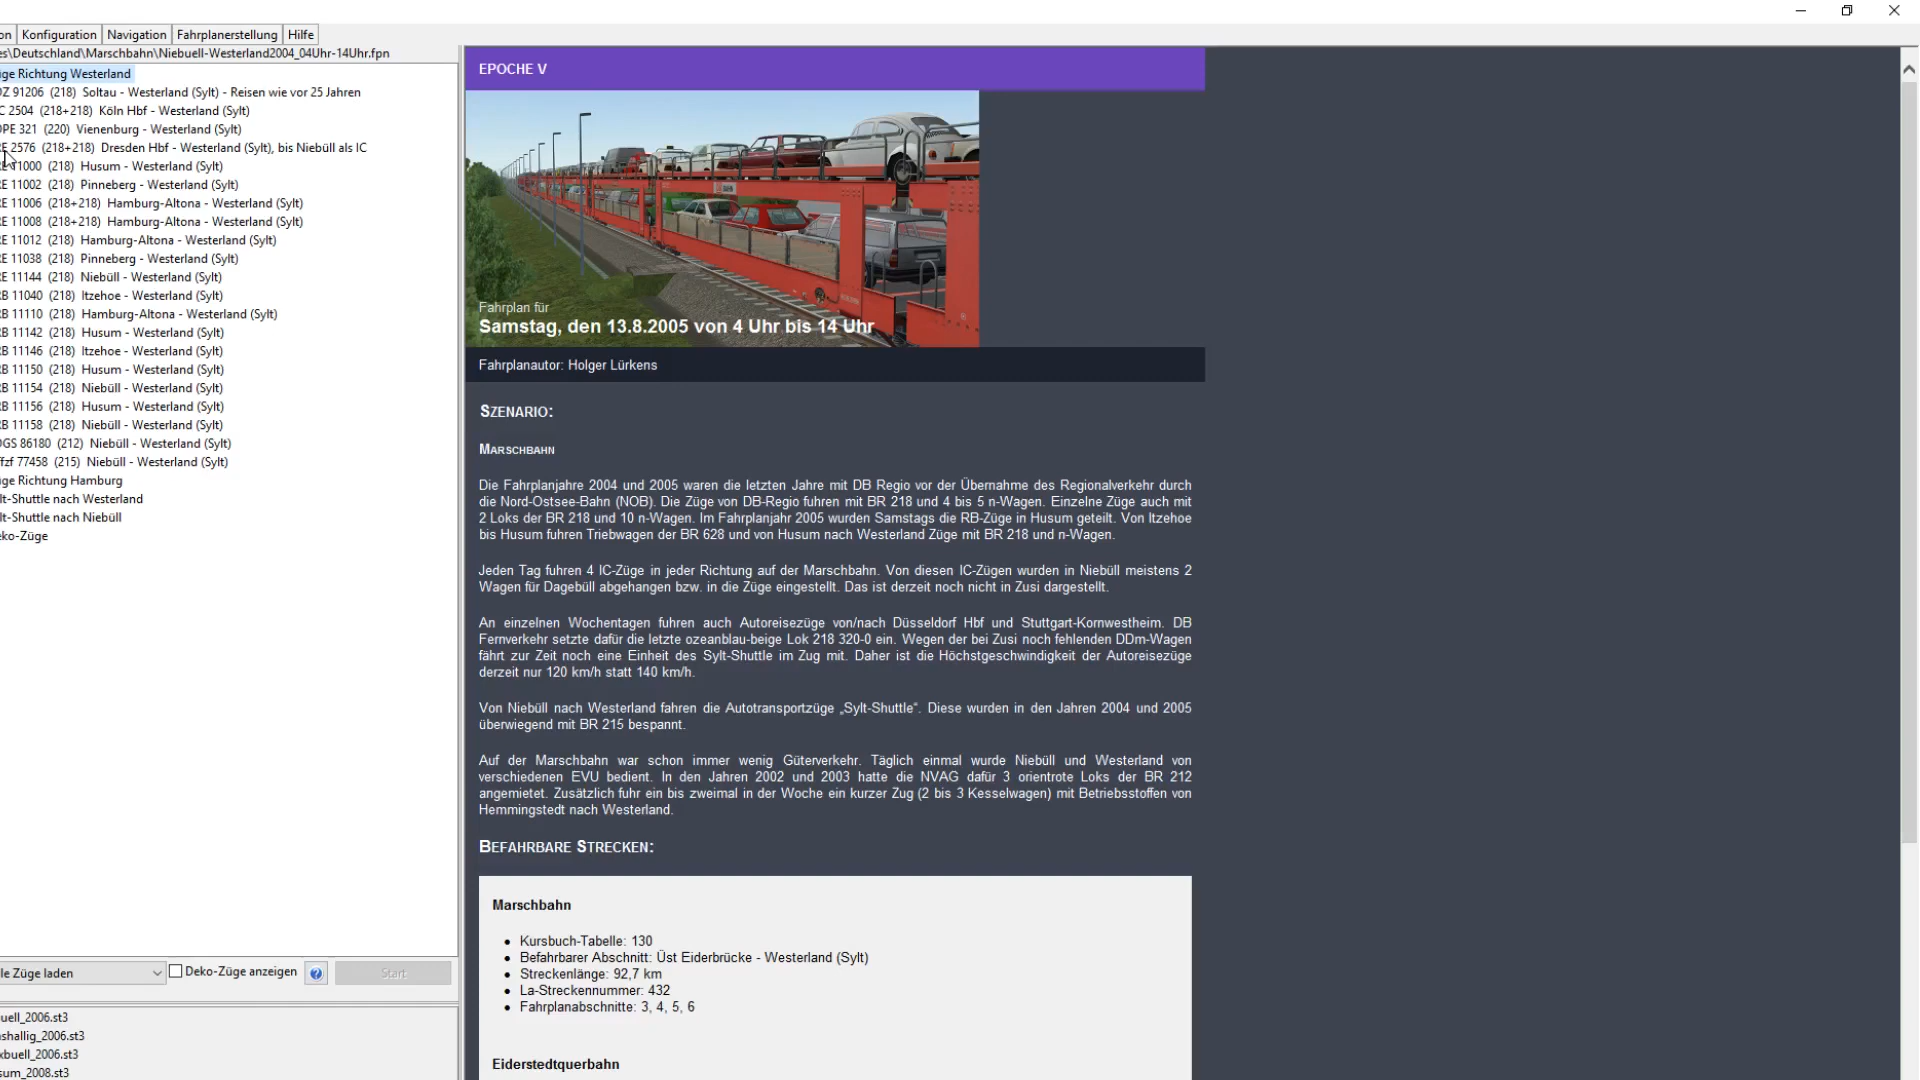 on Konfiguration Navigation Fahrplanerstellung Hilfe
es\Deutschland\Marschbahn\Niebuell-Westerland2004_04Uhr-14Uhr.fpn
ige Richtung Westerland
DZ 91206 (218) Soltau - Westerland (Sylt) - Reisen wie vor 25 Jahren
C 2504 (218+218) Köln Hbf - Westerland (Sylt)
DPE 321 (220) Vienenburg - Westerland (Sylt)
RE 2576 (218+218) Dresden Hbf - Westerland (Sylt), bis Niebüll als IC
RE 11000 (218) Husum - Westerland (Sylt)
RE 11002 (218) Pinneberg - Westerland (Sylt)
RE 11006 (218+218) Hamburg-Altona - Westerland (Sylt)
RE 11008 (218+218) Hamburg-Altona - Westerland (Sylt)
RE 11012 (218) Hamburg-Altona - Westerland (Sylt)
RE 11038 (218) Pinneberg - Westerland (Sylt)
RE 11144 (218) Niebüll - Westerland (Sylt)
RB 11040 (218) Itzehoe - Westerland (Sylt)
RB 11110 (218) Hamburg-Altona - Westerland (Sylt)
RB 11142 (218) Husum - Westerland (Sylt)
RB 11146 (218) Itzehoe - Westerland (Sylt)
RB 11150 (218) Husum - Westerland (Sylt)
RB 11154 (218) Niebüll - Westerland (Sylt)
RB 11156 (218) Husum - Westerland (Sylt)
RB 11158 (218) Niebüll - Westerland (Sylt)
DGS 86180 (212) Niebüll - Westerland (Sylt)
fzf 77458 (215) Niebüll - Westerland (Sylt)
ige Richtung Hamburg
lt-Shuttle nach Westerland
lt-Shuttle nach Niebüll
eko-Züge
le Züge laden Deko-Züge anzeigen Start
uell_2006.st3
shallig_2006.st3
xbuell_2006.st3
sum_2008.st3
EPOCHE V
Fahrplan für
Samstag, den 13.8.2005 von 4 Uhr bis 14 Uhr
Fahrplanautor: Holger Lürkens
SZENARIO:
MARSCHBAHN
Die Fahrplanjahre 2004 und 2005 waren die letzten Jahre mit DB Regio vor der Übernahme des Regionalverkehr durch
die Nord-Ostsee-Bahn (NOB). Die Züge von DB-Regio fuhren mit BR 218 und 4 bis 5 n-Wagen. Einzelne Züge auch mit
2 Loks der BR 218 und 10 n-Wagen. Im Fahrplanjahr 2005 wurden Samstags die RB-Züge in Husum geteilt. Von Itzehoe
bis Husum fuhren Triebwagen der BR 628 und von Husum nach Westerland Züge mit BR 218 und n-Wagen.
Jeden Tag fuhren 4 IC-Züge in jeder Richtung auf der Marschbahn. Von diesen IC-Zügen wurden in Niebüll meistens 2
Wagen für Dagebüll abgehangen bzw. in die Züge eingestellt. Das ist derzeit noch nicht in Zusi dargestellt.
An einzelnen Wochentagen fuhren auch Autoreisezüge von/nach Düsseldorf Hbf und Stuttgart-Kornwestheim. DB
Fernverkehr setzte dafür die letzte ozeanblau-beige Lok 218 320-0 ein. Wegen der bei Zusi noch fehlenden DDm-Wagen
fährt zur Zeit noch eine Einheit des Sylt-Shuttle im Zug mit. Daher ist die Höchstgeschwindigkeit der Autoreisezüge
derzeit nur 120 km/h statt 140 km/h.
Von Niebüll nach Westerland fahren die Autotransportzüge „Sylt-Shuttle“. Diese wurden in den Jahren 2004 und 2005
überwiegend mit BR 215 bespannt.
Auf der Marschbahn war schon immer wenig Güterverkehr. Täglich einmal wurde Niebüll und Westerland von
verschiedenen EVU bedient. In den Jahren 2002 und 2003 hatte die NVAG dafür 3 orientrote Loks der BR 212
angemietet. Zusätzlich fuhr ein bis zweimal in der Woche ein kurzer Zug (2 bis 3 Kesselwagen) mit Betriebsstoffen von
Hemmingstedt nach Westerland.
BEFAHRBARE STRECKEN:
Marschbahn
• Kursbuch-Tabelle: 130
• Befahrbarer Abschnitt: Üst Eiderbrücke - Westerland (Sylt)
• Streckenlänge: 92,7 km
• La-Streckennummer: 432
• Fahrplanabschnitte: 3, 4, 5, 6
Eiderstedtquerbahn